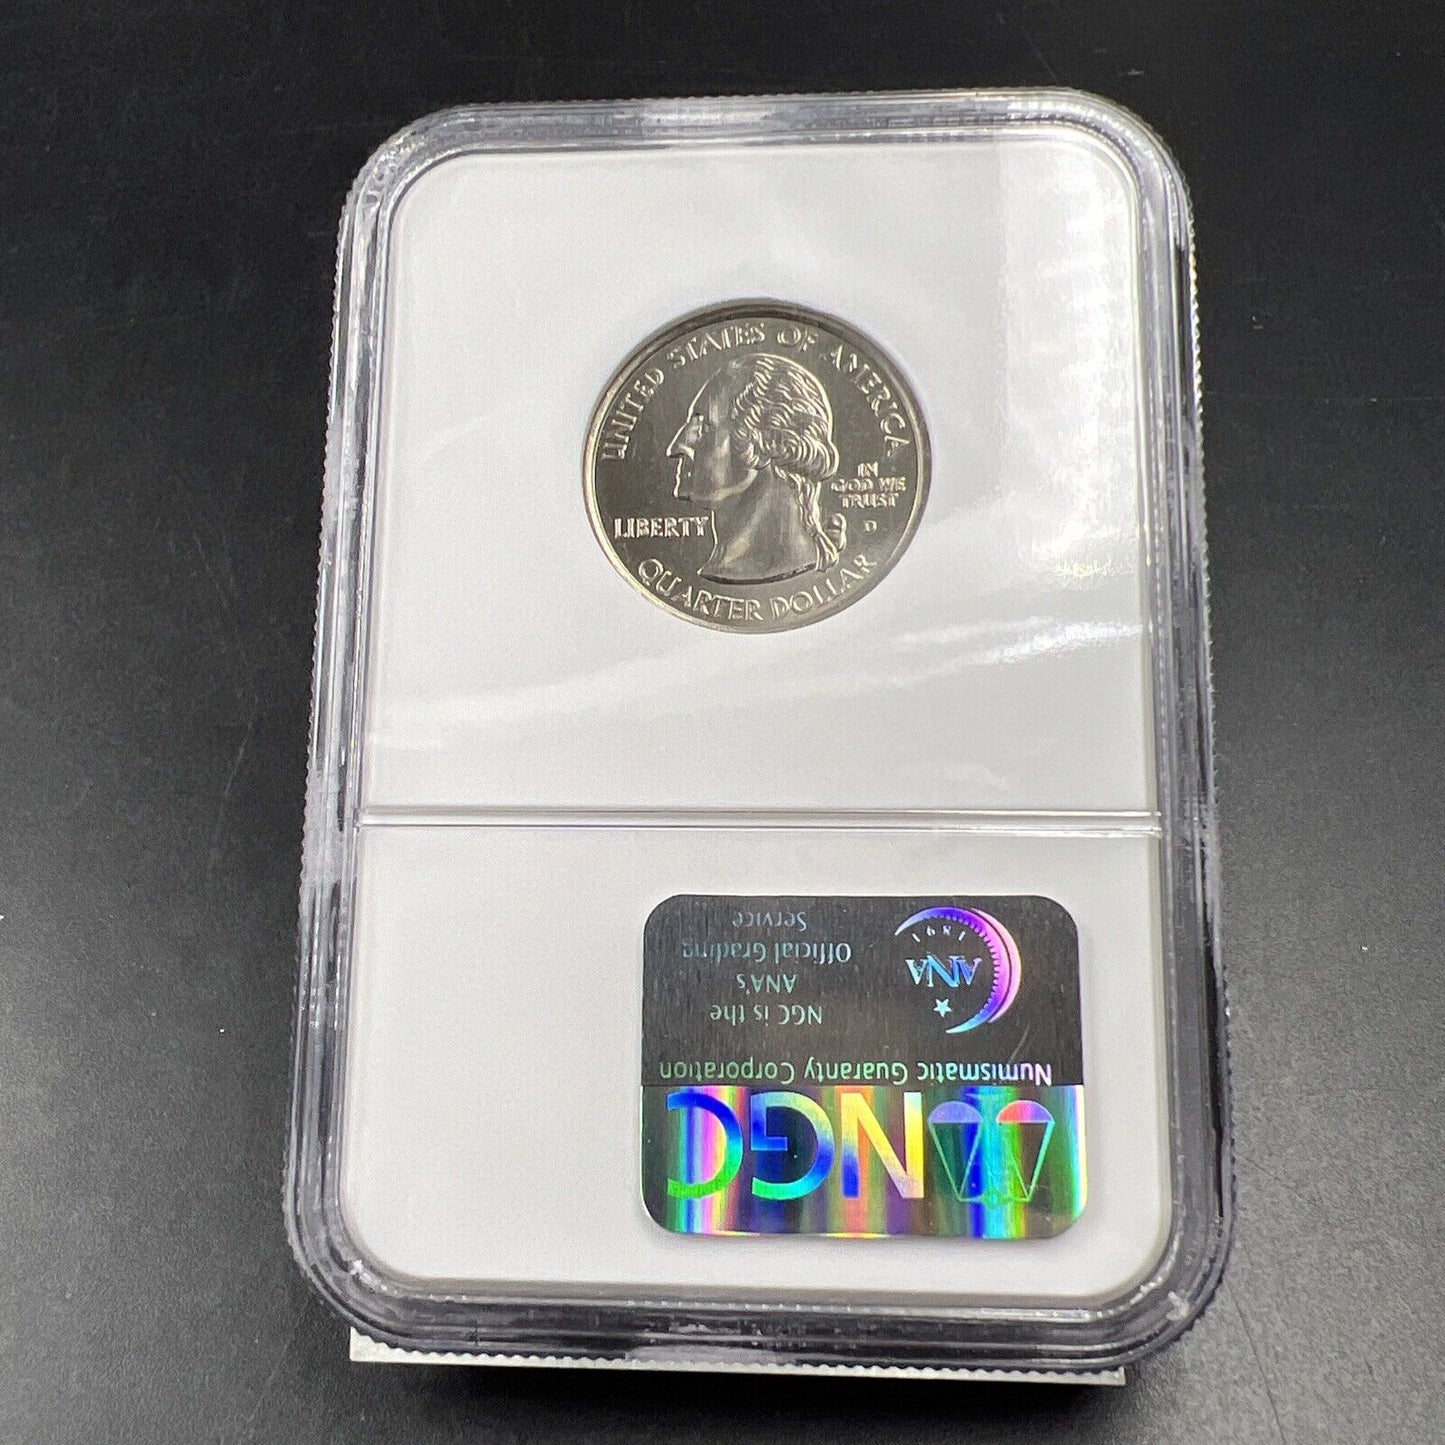 UNITED STATES OF AMERICA
IN
GOD WE
TRUST
LIBERTY
D
QUARTER DOLLAR
NGC
Numismatic Guaranty Corporation
NGC is the
ANA's
Official Grading
Service
ANA
1891